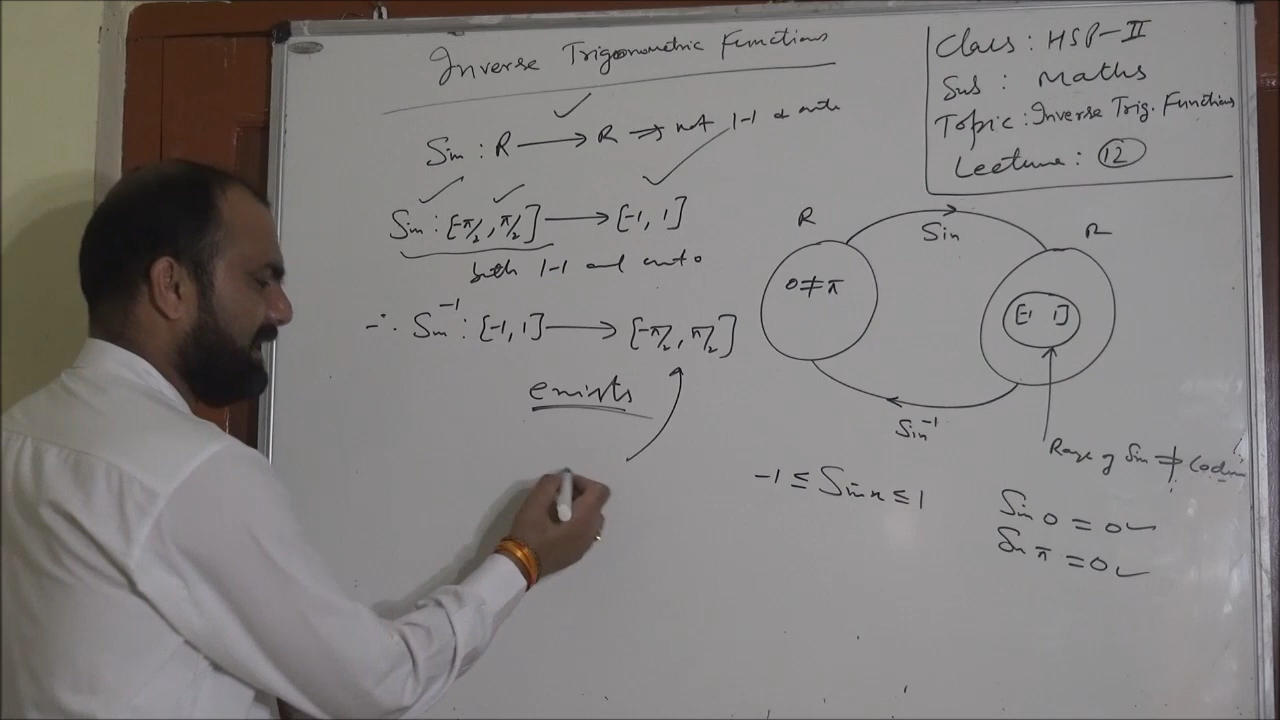 Inverse Trigonometric Functions
Sin : R → R ⇒ not 1-1 & onto
Sin : [-π/2, π/2] → [-1, 1]
both 1-1 and onto
∴ Sin⁻¹ : [-1, 1] → [-π/2, π/2]
exists
Class : HSP-II
Sub : Maths
Topic : Inverse Trig. Functions
Lecture : 12
R
Sin
R
0 ≠ π
[-1 1]
Sin⁻¹
Range of Sin ≠ Codom
-1 ≤ Sin x ≤ 1
Sin 0 = 0
Sin π = 0